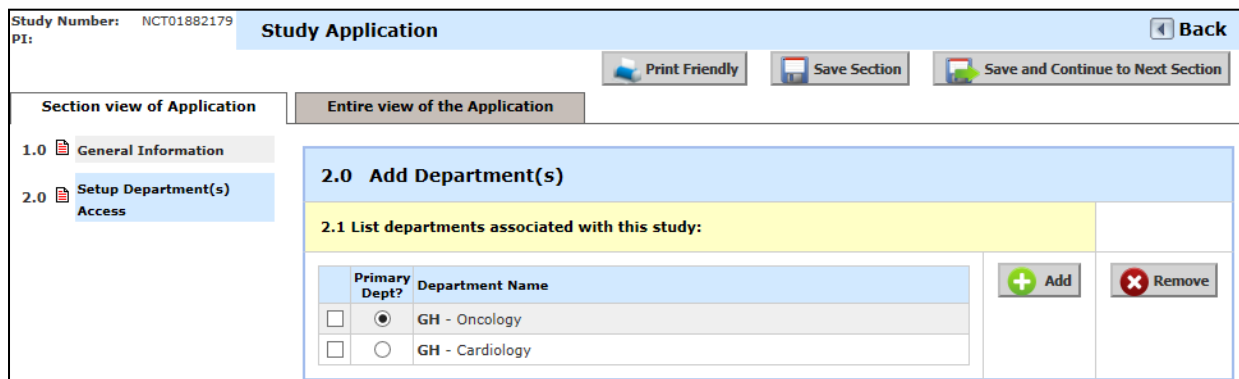 Study Number: NCT01882179
PI:
Study Application
Back
Print Friendly
Save Section
Save and Continue to Next Section
Section view of Application
Entire view of the Application
1.0 General Information
2.0 Setup Department(s)
Access
2.0 Add Department(s)
2.1 List departments associated with this study:
Primary
Dept?
Department Name
Add
Remove
GH - Oncology
GH - Cardiology